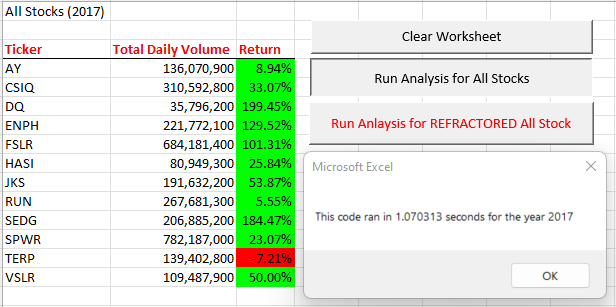 All Stocks (2017)
Clear Worksheet
Ticker Total Daily Volume Return
AY 136,070,900 8.94%
CSIQ 310,592,800 33.07%
DQ 35,796,200 199.45%
ENPH 221,772,100 129.52%
FSLR 684,181,400 101.31%
HASI 80,949,300 25.84%
JKS 191,632,200 53.87%
RUN 267,681,300 5.55%
SEDG 206,885,200 184.47%
SPWR 782,187,000 23.07%
TERP 139,402,800 -7.21%
VSLR 109,487,900 50.00%
Run Analysis for All Stocks
Run Anlaysis for REFRACTORED All Stock
Microsoft Excel
This code ran in 1.070313 seconds for the year 2017
OK